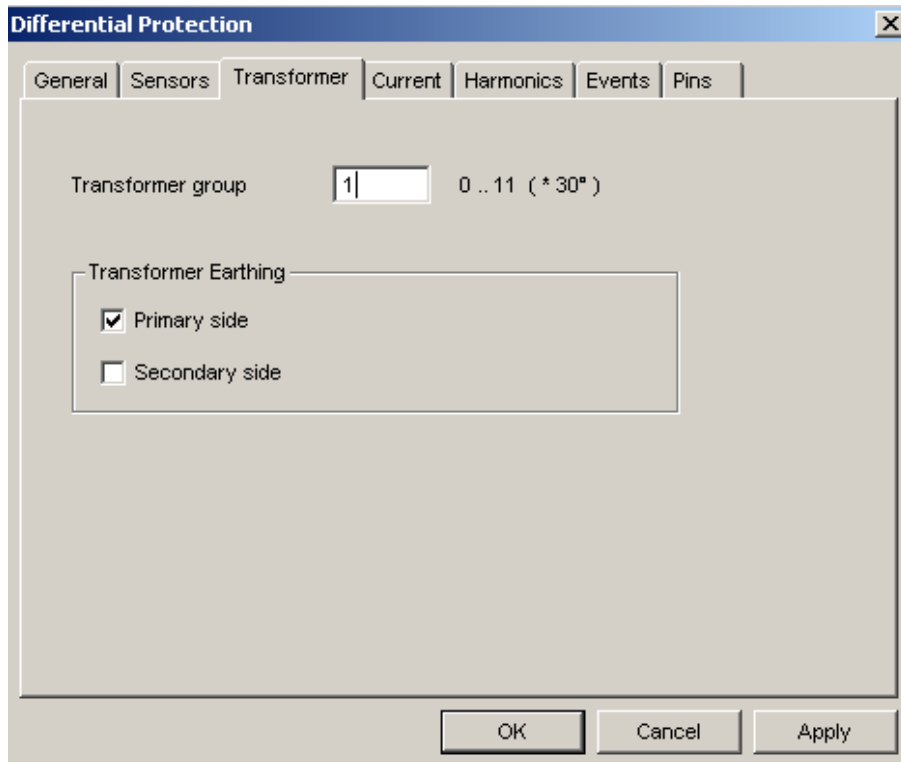 Differential Protection
General Sensors Transformer Current Harmonics Events Pins
Transformer group 1 0 .. 11 ( * 30° )
Transformer Earthing
Primary side
Secondary side
OK Cancel Apply